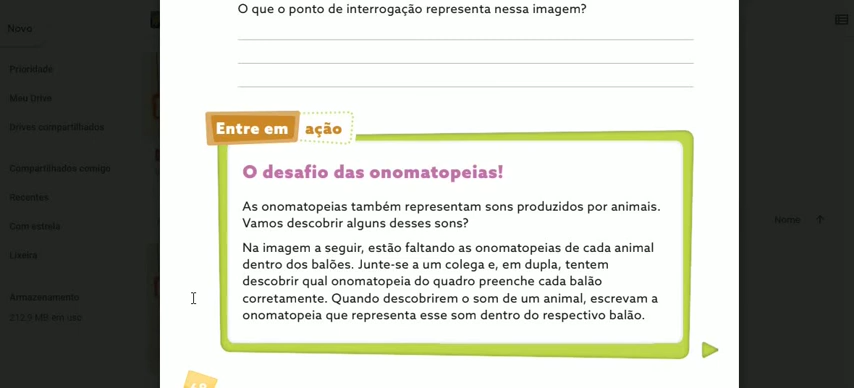 O que o ponto de interrogação representa nessa imagem?
Novo
Prioridade
Meu Drive
Drives compartilhados
Entre em ação
O desafio das onomatopeias!
As onomatopeias também representam sons produzidos por animais.
Vamos descobrir alguns desses sons?
Compartilhados comigo
Recentes
Com estrela
Lixeira
Nome
Na imagem a seguir, estão faltando as onomatopeias de cada animal
dentro dos balões. Junte-se a um colega e, em dupla, tentem
descobrir qual onomatopeia do quadro preenche cada balão
corretamente. Quando descobrirem o som de um animal, escrevam a
onomatopeia que representa esse som dentro do respectivo balão.
Armazenamento
212,9 MB em uso